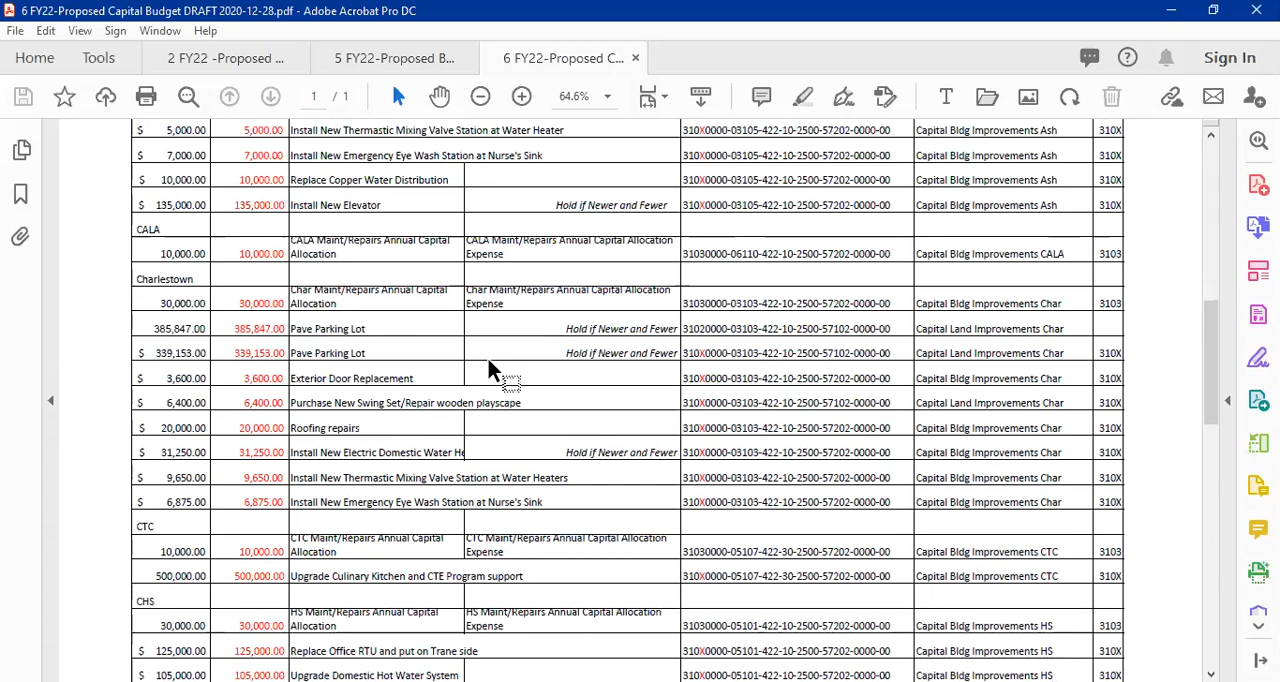 6 FY22-Proposed Capital Budget DRAFT 2020-12-28.pdf - Adobe Acrobat Pro DC
File Edit View Sign Window Help
Home Tools 2 FY22 -Proposed ... 5 FY22-Proposed B... 6 FY22-Proposed C... × Sign In
1 / 1 64.6%
$ 5,000.00 5,000.00 Install New Thermastic Mixing Valve Station at Water Heater 310X0000-03105-422-10-2500-57202-0000-00 Capital Bldg Improvements Ash 310X
$ 7,000.00 7,000.00 Install New Emergency Eye Wash Station at Nurse's Sink 310X0000-03105-422-10-2500-57202-0000-00 Capital Bldg Improvements Ash 310X
$ 10,000.00 10,000.00 Replace Copper Water Distribution 310X0000-03105-422-10-2500-57202-0000-00 Capital Bldg Improvements Ash 310X
$ 135,000.00 135,000.00 Install New Elevator Hold if Newer and Fewer 310X0000-03105-422-10-2500-57202-0000-00 Capital Bldg Improvements Ash 310X
CALA
CALA Maint/Repairs Annual Capital CALA Maint/Repairs Annual Capital Allocation
10,000.00 10,000.00 Allocation Expense 31030000-06110-422-10-2500-57202-0000-00 Capital Bldg Improvements CALA 3103
Charlestown
Char Maint/Repairs Annual Capital Char Maint/Repairs Annual Capital Allocation
30,000.00 30,000.00 Allocation Expense 31030000-03103-422-10-2500-57202-0000-00 Capital Bldg Improvements Char 3103
385,847.00 385,847.00 Pave Parking Lot Hold if Newer and Fewer 31020000-03103-422-10-2500-57102-0000-00 Capital Land Improvements Char
$ 339,153.00 339,153.00 Pave Parking Lot Hold if Newer and Fewer 310X0000-03103-422-10-2500-57102-0000-00 Capital Land Improvements Char 310X
$ 3,600.00 3,600.00 Exterior Door Replacement 310X0000-03103-422-10-2500-57202-0000-00 Capital Bldg Improvements Char 310X
$ 6,400.00 6,400.00 Purchase New Swing Set/Repair wooden playscape 310X0000-03103-422-10-2500-57102-0000-00 Capital Land Improvements Char 310X
$ 20,000.00 20,000.00 Roofing repairs 310X0000-03103-422-10-2500-57202-0000-00 Capital Bldg Improvements Char 310X
$ 31,250.00 31,250.00 Install New Electric Domestic Water He Hold if Newer and Fewer 310X0000-03103-422-10-2500-57202-0000-00 Capital Bldg Improvements Char 310X
$ 9,650.00 9,650.00 Install New Thermastic Mixing Valve Station at Water Heaters 310X0000-03103-422-10-2500-57202-0000-00 Capital Bldg Improvements Char 310X
$ 6,875.00 6,875.00 Install New Emergency Eye Wash Station at Nurse's Sink 310X0000-03103-422-10-2500-57202-0000-00 Capital Bldg Improvements Char 310X
CTC
CTC Maint/Repairs Annual Capital CTC Maint/Repairs Annual Capital Allocation
10,000.00 10,000.00 Allocation Expense 31030000-05107-422-30-2500-57202-0000-00 Capital Bldg Improvements CTC 3103
500,000.00 500,000.00 Upgrade Culinary Kitchen and CTE Program support 310X0000-05107-422-30-2500-57202-0000-00 Capital Bldg Improvements CTC 310X
CHS
HS Maint/Repairs Annual Capital HS Maint/Repairs Annual Capital Allocation
30,000.00 30,000.00 Allocation Expense 31030000-05101-422-10-2500-57202-0000-00 Capital Bldg Improvements HS 3103
$ 125,000.00 125,000.00 Replace Office RTU and put on Trane side 310X0000-05101-422-10-2500-57202-0000-00 Capital Bldg Improvements HS 310X
$ 105,000.00 105,000.00 Upgrade Domestic Hot Water System 310X0000-05101-422-10-2500-57202-0000-00 Capital Bldg Improvements HS 310X